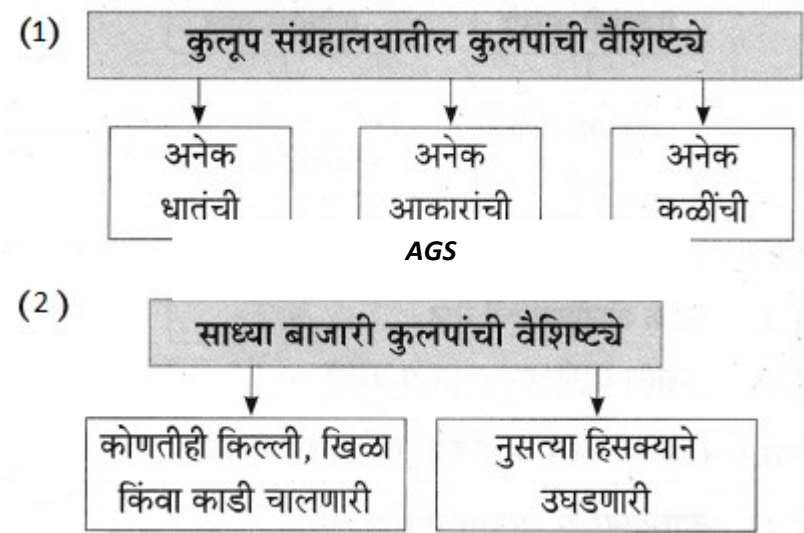 (1) कुलूप संग्रहालयातील कुलपांची वैशिष्ट्ये
अनेक अनेक अनेक
धातंची आकारांची कळींची
AGS
(2) साध्या बाजारी कुलपांची वैशिष्ट्ये
कोणतीही किल्ली, खिळा नुसत्या हिसक्याने
किंवा काडी चालणारी उघडणारी